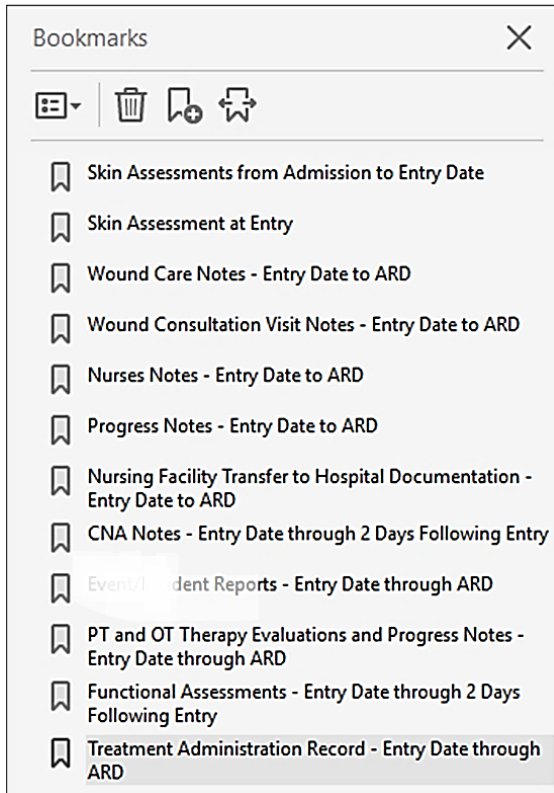 Bookmarks
Skin Assessments from Admission to Entry Date
Skin Assessment at Entry
Wound Care Notes - Entry Date to ARD
Wound Consultation Visit Notes - Entry Date to ARD
Nurses Notes - Entry Date to ARD
Progress Notes - Entry Date to ARD
Nursing Facility Transfer to Hospital Documentation -
Entry Date to ARD
CNA Notes - Entry Date through 2 Days Following Entry
Reports - Entry Date through ARD
PT and OT Therapy Evaluations and Progress Notes -
Entry Date through ARD
Functional Assessments - Entry Date through 2 Days
Following Entry
Treatment Administration Record - Entry Date through
ARD